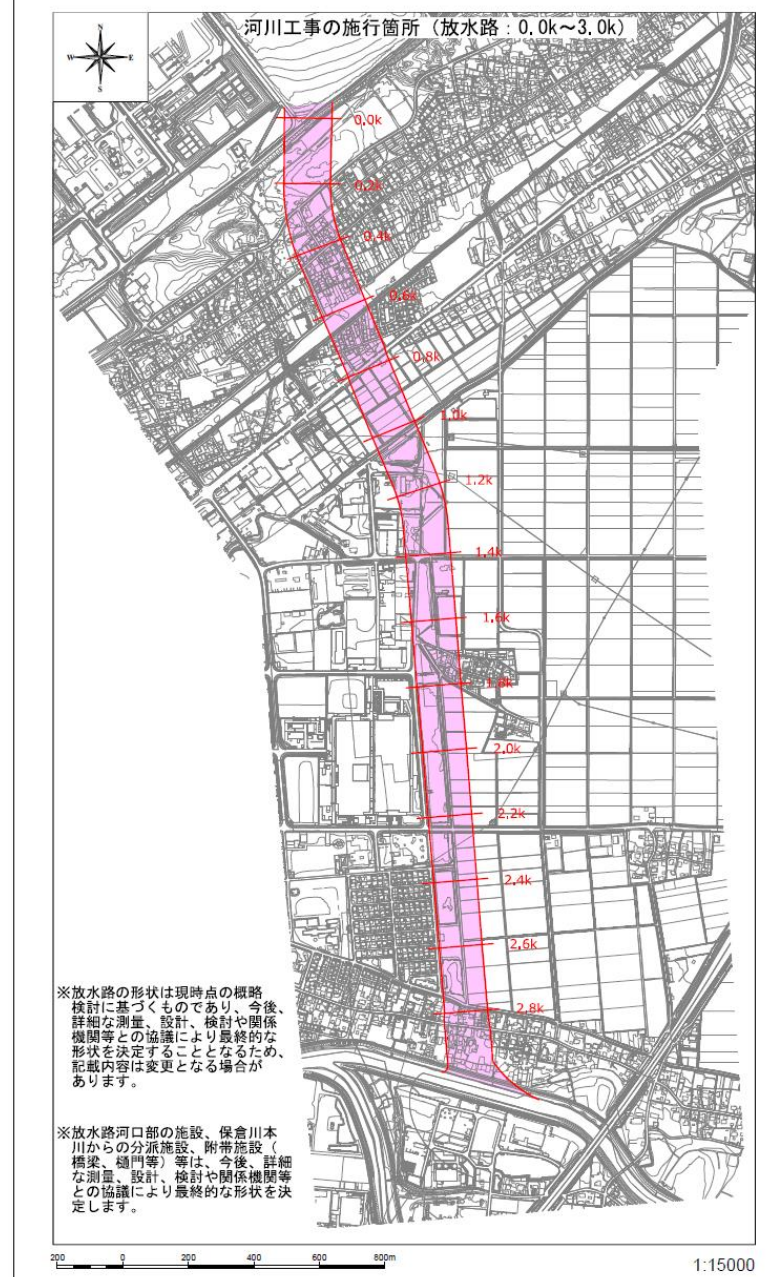 河川工事の施行箇所（放水路：0.0k～3.0k）
N
W
E
S
0.0k
0.2k
0.4k
0.6k
0.8k
1.0k
1.2k
1.4k
1.6k
1.8k
2.0k
2.2k
2.4k
2.6k
2.8k
※放水路の形状は現時点の概略
検討に基づくものであり、今後、
詳細な測量、設計、検討や関係
機関等との協議により最終的な
形状を決定することとなるため、
記載内容は変更となる場合が
あります。
※放水路河口部の施設、保倉川本
川からの分派施設、附帯施設（
橋梁、樋門等）等は、今後、詳細
な測量、設計、検討や関係機関等
との協議により最終的な形状を決
定します。
200 0 200 400 600 800m
1:15000